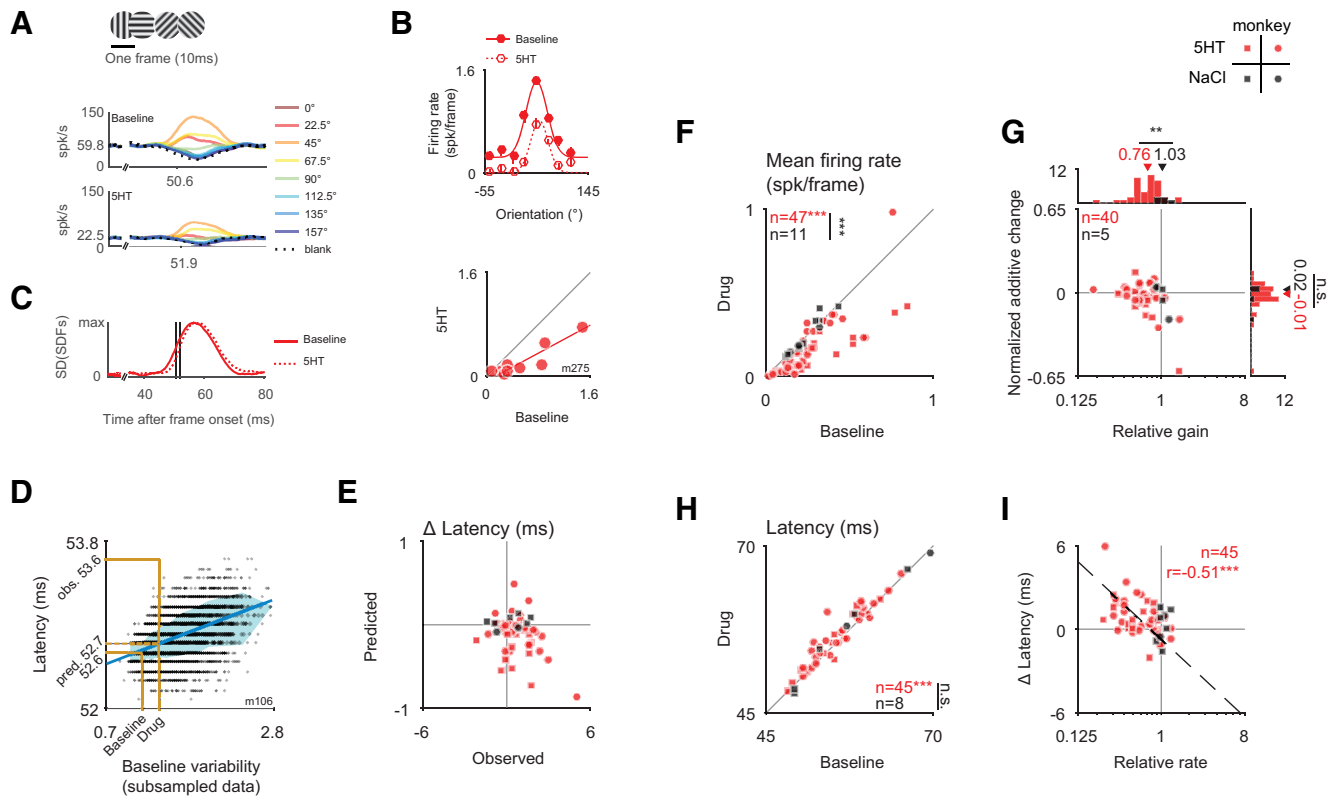 A
One frame (10ms)
spk/s
150
59.8
0
Baseline
50.6
spk/s
150
22.5
0
5HT
51.9
0°
22.5°
45°
67.5°
90°
112.5°
135°
157°
blank
B
Baseline
5HT
Firing rate
(spk/frame)
1.6
0
-55
145
Orientation (°)
5HT
1.6
0
0
1.6
m275
Baseline
C
SD(SDFs)
max
0
40
60
80
Time after frame onset (ms)
Baseline
5HT
D
Latency (ms)
53.8
obs. 53.6
pred. 52.7
52.6
52
0.7
Baseline
Drug
2.8
m106
Baseline variability
(subsampled data)
E
Δ Latency (ms)
Predicted
1
-1
-6
6
Observed
monkey
5HT
NaCl
F
Mean firing rate
(spk/frame)
Drug
1
0
0
1
n=47***
n=11
***
Baseline
G
**
0.76
1.03
12
Normalized additive change
0.65
0
-0.65
n=40
n=5
n.s.
0.02
-0.01
0.125
1
8
12
Relative gain
H
Latency (ms)
Drug
70
45
45
70
n=45***
n=8
n.s.
Baseline
I
Δ Latency (ms)
6
0
-6
n=45
r=-0.51***
0.125
1
8
Relative rate